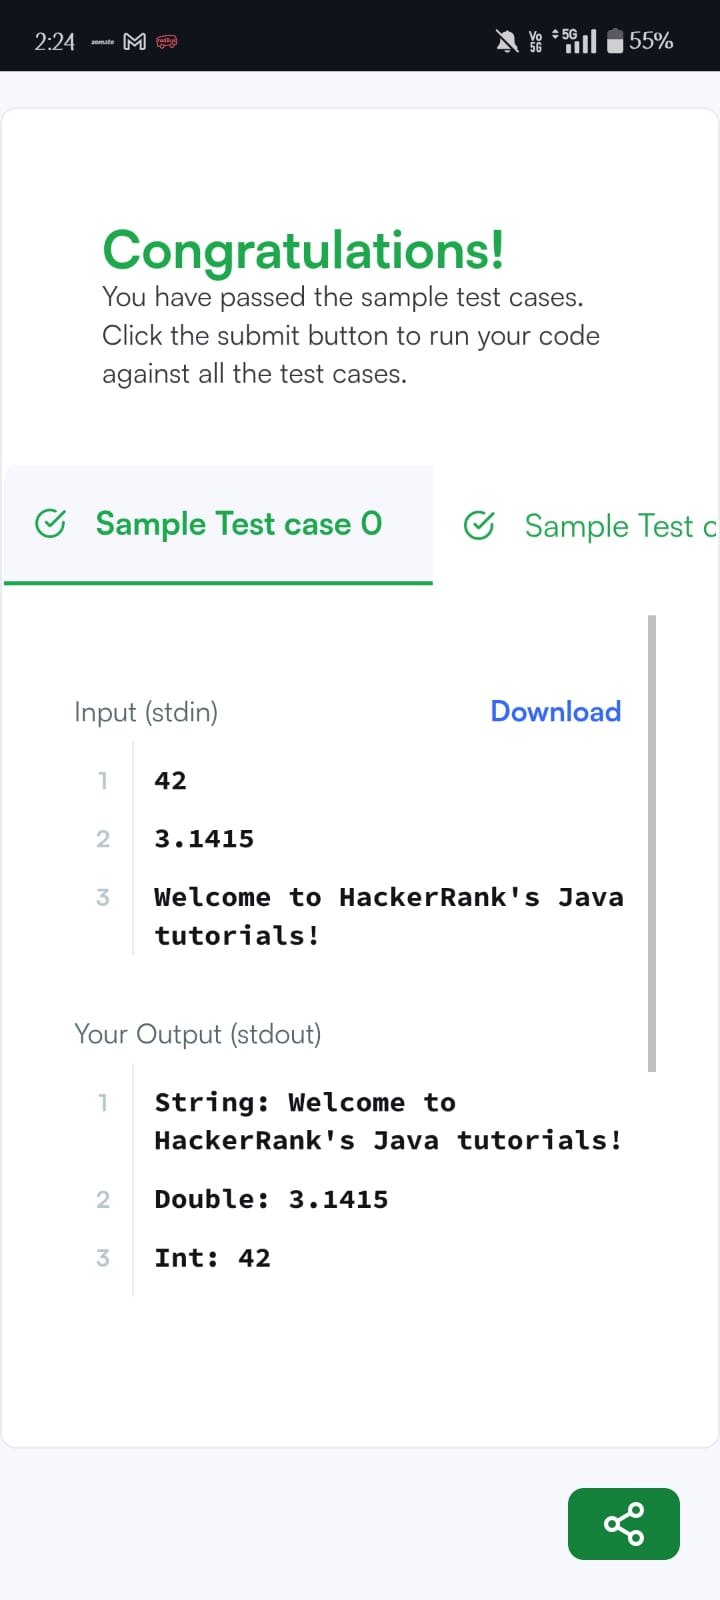 2:24 zomato redBus Vo 5G 5G 55%
Congratulations!
You have passed the sample test cases.
Click the submit button to run your code
against all the test cases.
Sample Test case 0 Sample Test c
Input (stdin) Download
1 42
2 3.1415
3 Welcome to HackerRank's Java
tutorials!
Your Output (stdout)
1 String: Welcome to
HackerRank's Java tutorials!
2 Double: 3.1415
3 Int: 42